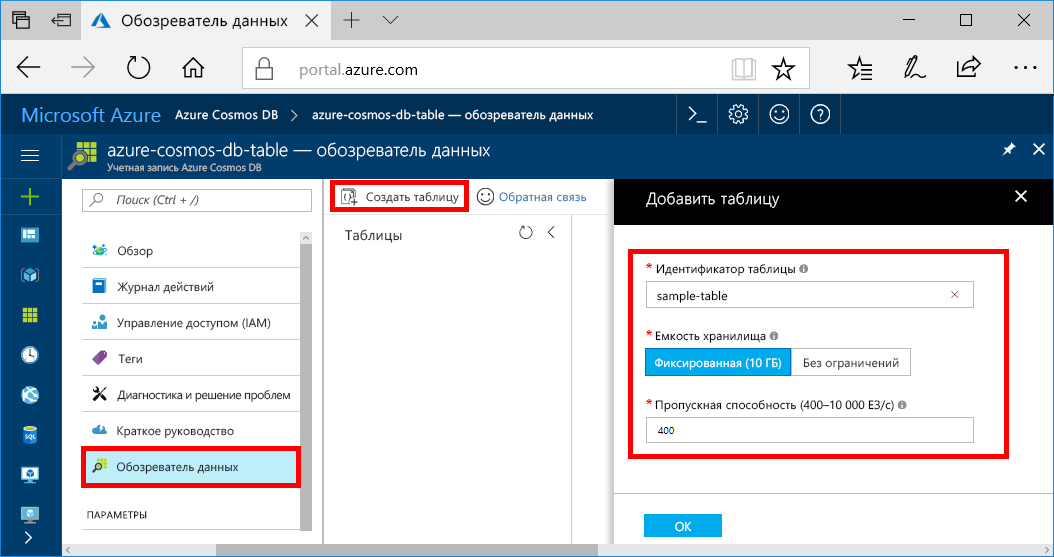 Обозреватель данных
portal.azure.com
Microsoft Azure Azure Cosmos DB > azure-cosmos-db-table — обозреватель данных
azure-cosmos-db-table — обозреватель данных
Учетная запись Azure Cosmos DB
Поиск (Ctrl + /)
Обзор
Журнал действий
Управление доступом (IAM)
Теги
Диагностика и решение проблем
Краткое руководство
Обозреватель данных
ПАРАМЕТРЫ
SQL
Создать таблицу
Обратная связь
Таблицы
Добавить таблицу
* Идентификатор таблицы
sample-table
* Емкость хранилища
Фиксированная (10 ГБ) Без ограничений
* Пропускная способность (400–10 000 ЕЗ/с)
400
ОК